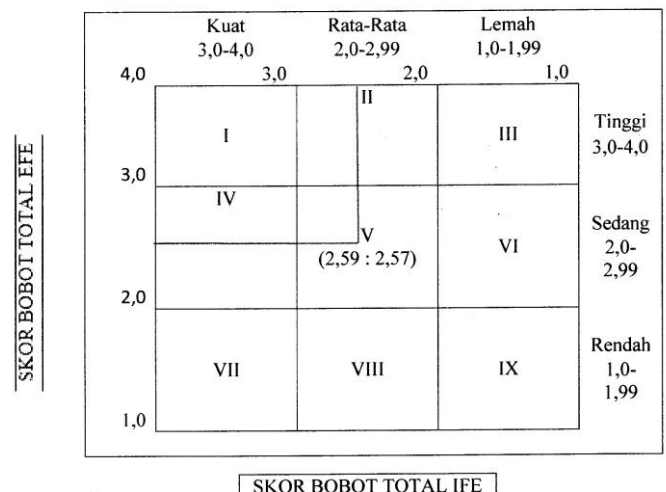 Kuat Rata-Rata Lemah
3,0-4,0 2,0-2,99 1,0-1,99
4,0 3,0 2,0 1,0
II
I III Tinggi
3,0-4,0
3,0
IV
SKOR BOBOT TOTAL EFE
V VI Sedang
(2,59 : 2,57) 2,0-
2,99
2,0
Rendah
VII VIII IX 1,0-
1,99
1,0
SKOR BOBOT TOTAL IFE